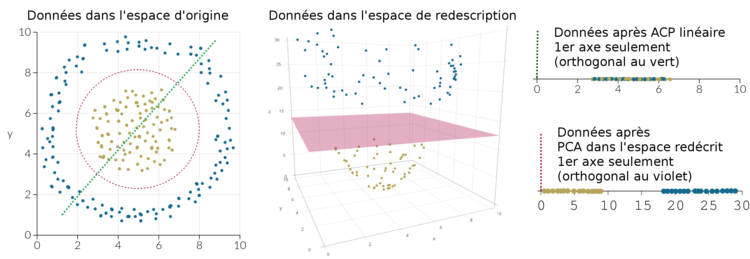 Données dans l'espace d'origine
10
8
6
y
4
2
0
0 2 4 6 8 10
Données dans l'espace de redescription
Données après ACP linéaire
1er axe seulement
(orthogonal au vert)
0 2 4 6 8 10
Données après
PCA dans l'espace redécrit
1er axe seulement
(orthogonal au violet)
0 5 10 15 20 25 30